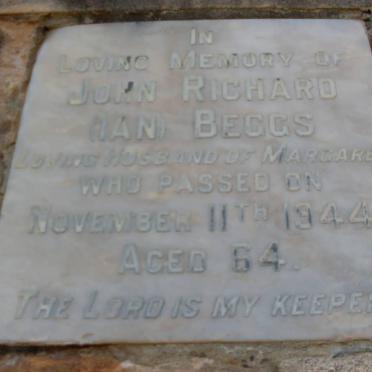 IN
LOVING MEMORY OF
JOHN RICHARD
(IAN) BEGGS
LOVING HUSBAND OF MARGARE
WHO PASSED ON
NOVEMBER 11TH 1944
AGED 64.
THE LORD IS MY KEEPER